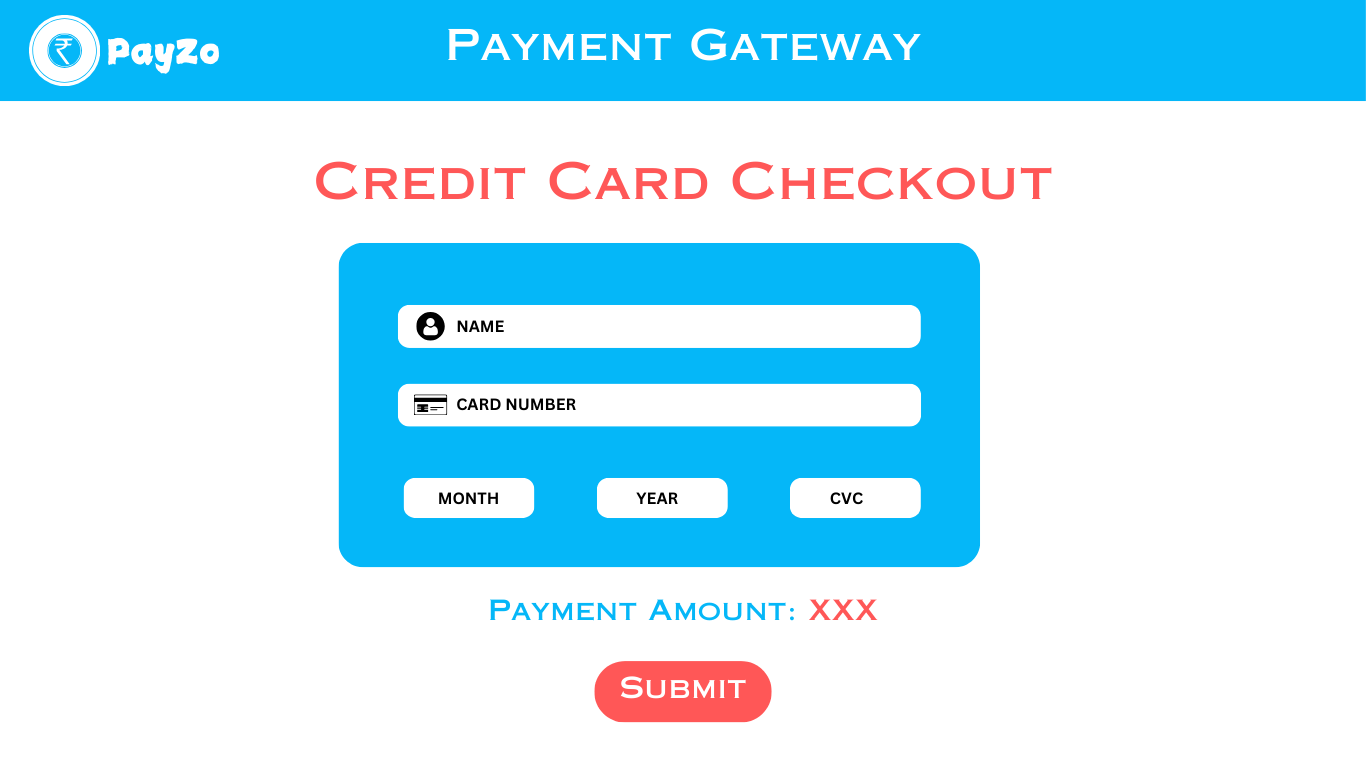 ₹ PayZo
Payment Gateway
Credit Card Checkout
NAME
CARD NUMBER
MONTH YEAR CVC
Payment Amount: XXX
Submit